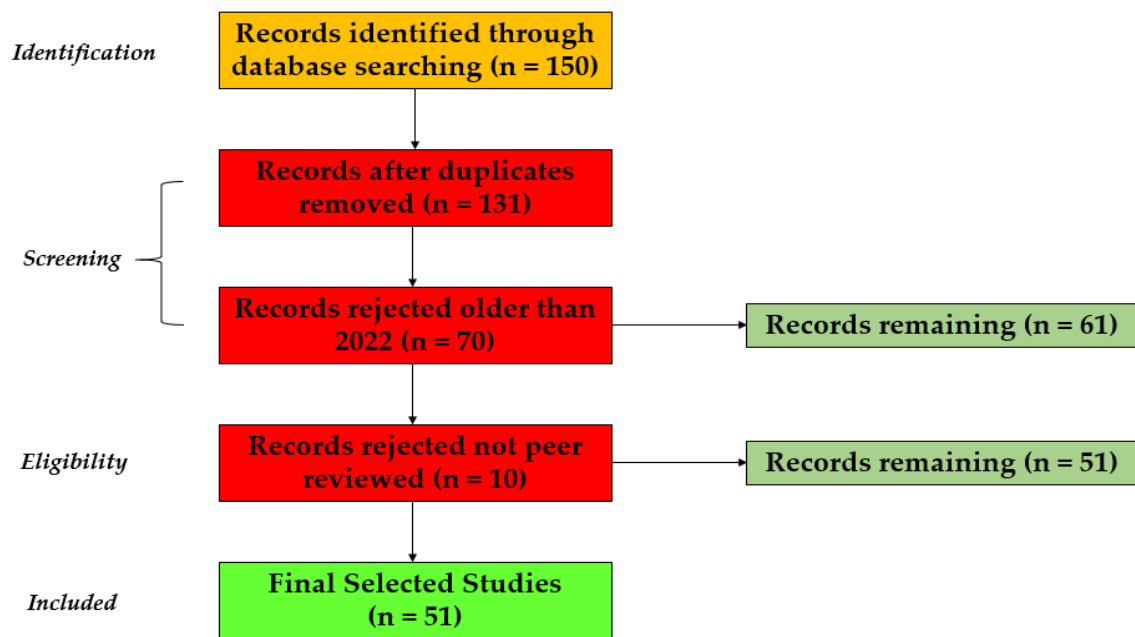 Identification
Records identified through
database searching (n = 150)
Records after duplicates
removed (n = 131)
Screening
Records rejected older than
2022 (n = 70)
Records remaining (n = 61)
Eligibility
Records rejected not peer
reviewed (n = 10)
Records remaining (n = 51)
Included
Final Selected Studies
(n = 51)